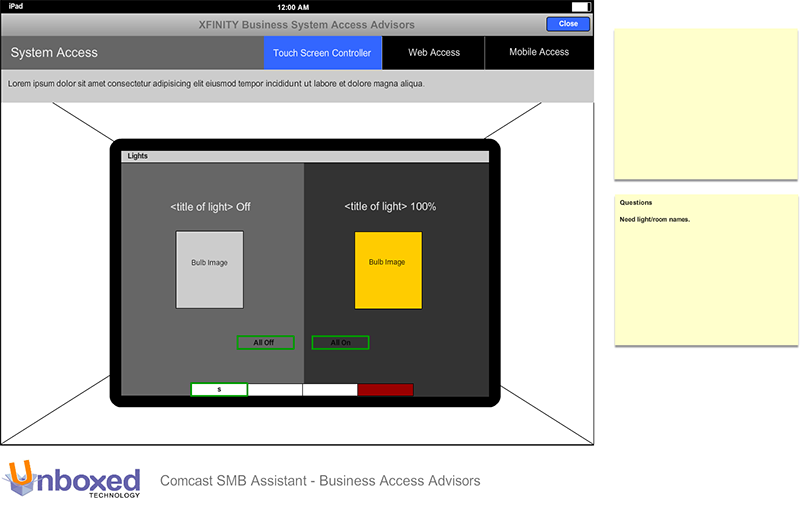 iPad
12:00 AM
XFINITY Business System Access Advisors
Close
System Access
Touch Screen Controller
Web Access
Mobile Access
Lorem ipsum dolor sit amet consectetur adipisicing elit eiusmod tempor incididunt ut labore et dolore magna aliqua.
Lights
<title of light> Off
<title of light> 100%
Bulb Image
Bulb Image
All Off
All On
s
Questions
Need light/room names.
Unboxed
TECHNOLOGY
Comcast SMB Assistant - Business Access Advisors